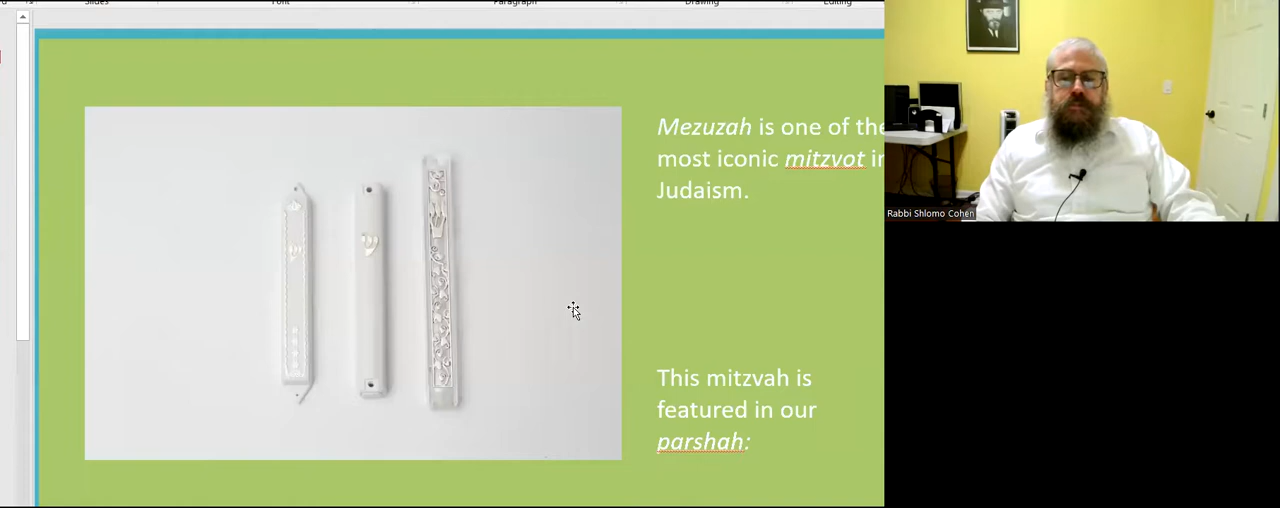 Slides
Font
Paragraph
Drawing
Editing
Mezuzah is one of the
most iconic mitzvot in
Judaism.
This mitzvah is
featured in our
parshah:
Rabbi Shlomo Cohen
ש
ש